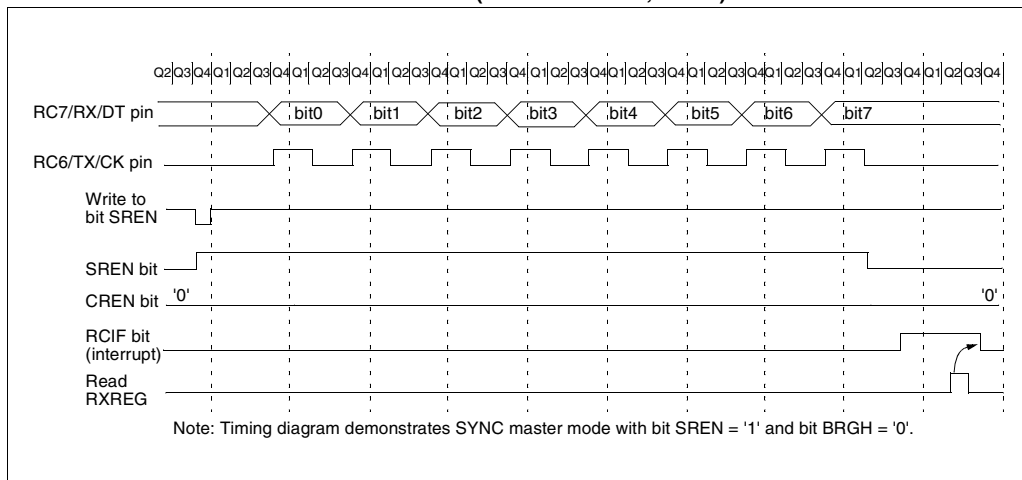 Q2 Q3 Q4 Q1 Q2 Q3 Q4 Q1 Q2 Q3 Q4 Q1 Q2 Q3 Q4 Q1 Q2 Q3 Q4 Q1 Q2 Q3 Q4 Q1 Q2 Q3 Q4 Q1 Q2 Q3 Q4 Q1 Q2 Q3 Q4 Q1 Q2 Q3 Q4 Q1 Q2 Q3 Q4
RC7/RX/DT pin bit0 bit1 bit2 bit3 bit4 bit5 bit6 bit7
RC6/TX/CK pin
Write to
bit SREN
SREN bit
CREN bit '0' '0'
RCIF bit
(interrupt)
Read
RXREG
Note: Timing diagram demonstrates SYNC master mode with bit SREN = '1' and bit BRGH = '0'.